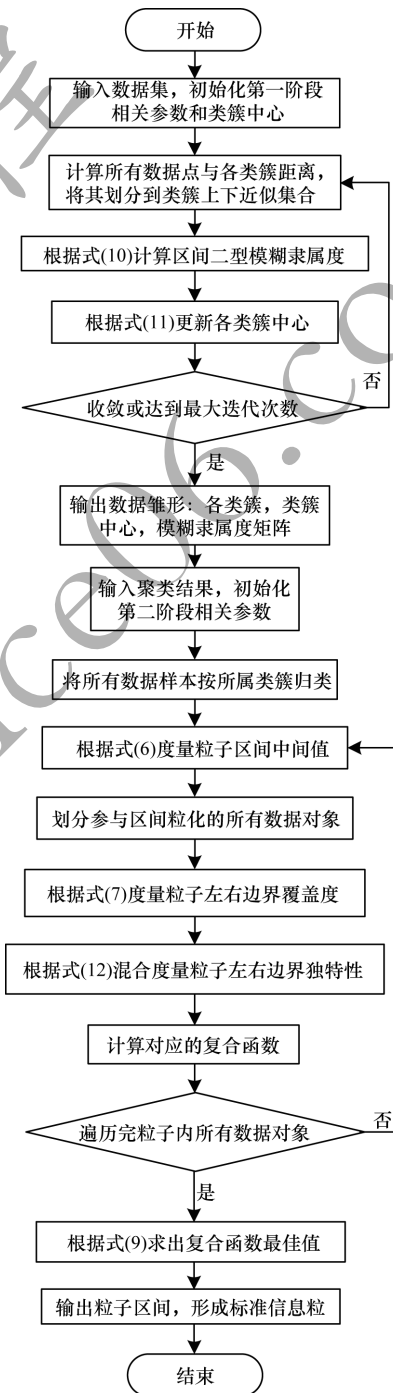 开始
输入数据集，初始化第一阶段
相关参数和类簇中心
计算所有数据点与各类簇距离，
将其划分到类簇上下近似集合
根据式(10)计算区间二型模糊隶属度
根据式(11)更新各类簇中心
收敛或达到最大迭代次数
否
是
输出数据雏形：各类簇，类簇
中心，模糊隶属度矩阵
输入聚类结果，初始化
第二阶段相关参数
将所有数据样本按所属类簇归类
根据式(6)度量粒子区间中间值
划分参与区间粒化的所有数据对象
根据式(7)度量粒子左右边界覆盖度
根据式(12)混合度量粒子左右边界独特性
计算对应的复合函数
遍历完粒子内所有数据对象
否
是
根据式(9)求出复合函数最佳值
输出粒子区间，形成标准信息粒
结束